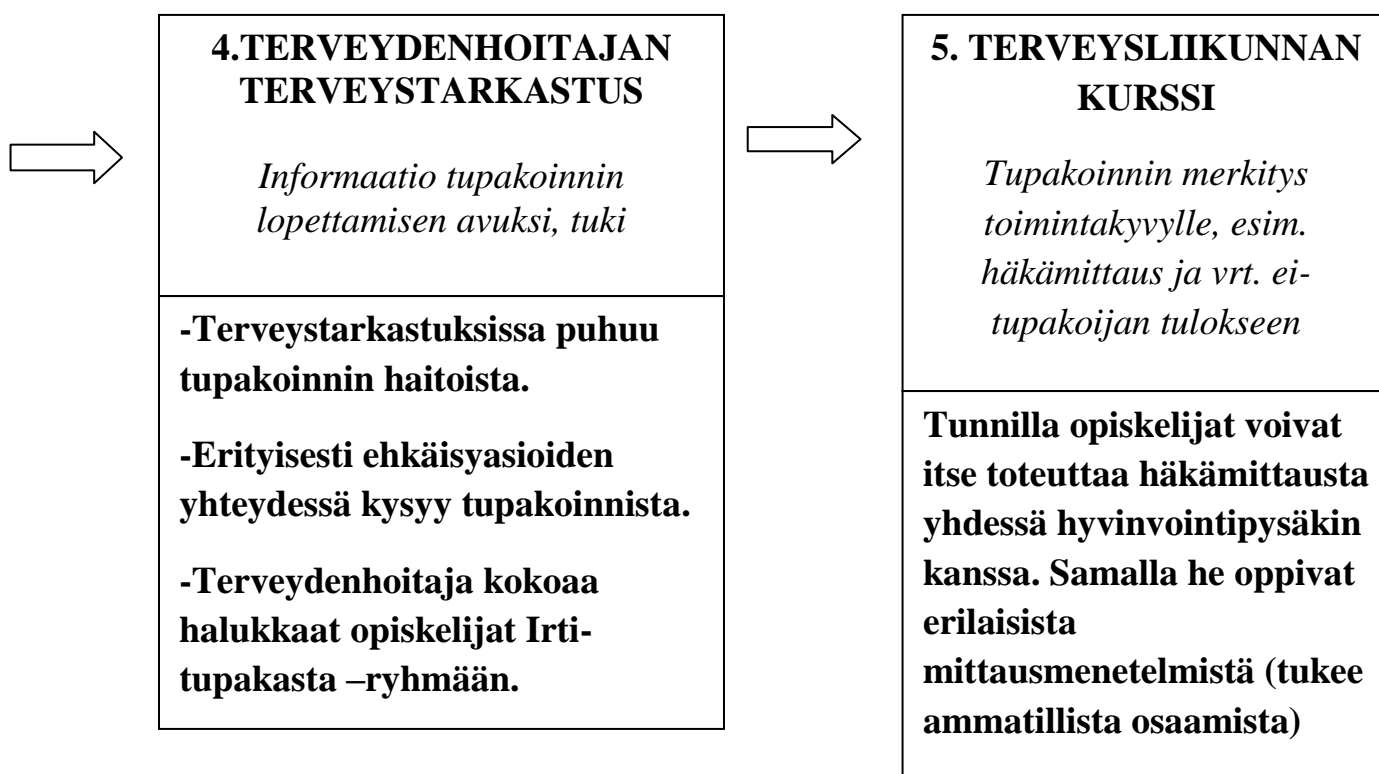 4.TERVEYDENHOITAJAN
TERVEYSTARKASTUS
Informaatio tupakoinnin
lopettamisen avuksi, tuki
-Terveystarkastuksissa puhuu
tupakoinnin haitoista.
-Erityisesti ehkäisyasioiden
yhteydessä kysyy tupakoinnista.
-Terveydenhoitaja kokoaa
halukkaat opiskelijat Irti-
tupakasta –ryhmään.
5. TERVEYSLIIKUNNAN
KURSSI
Tupakoinnin merkitys
toimintakyvylle, esim.
häkämittaus ja vrt. ei-
tupakoijan tulokseen
Tunnilla opiskelijat voivat
itse toteuttaa häkämittausta
yhdessä hyvinvointipysäkin
kanssa. Samalla he oppivat
erilaisista
mittausmenetelmistä (tukee
ammatillista osaamista)